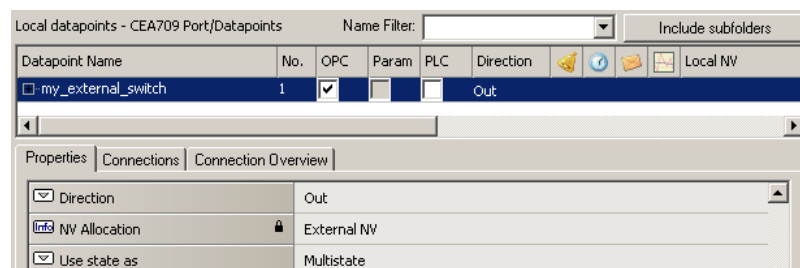 Local datapoints - CEA709 Port/Datapoints Name Filter: Include subfolders
Datapoint Name No. OPC Param PLC Direction Local NV
my_external_switch 1 Out
Properties Connections Connection Overview
Direction Out
Info NV Allocation External NV
Use state as Multistate